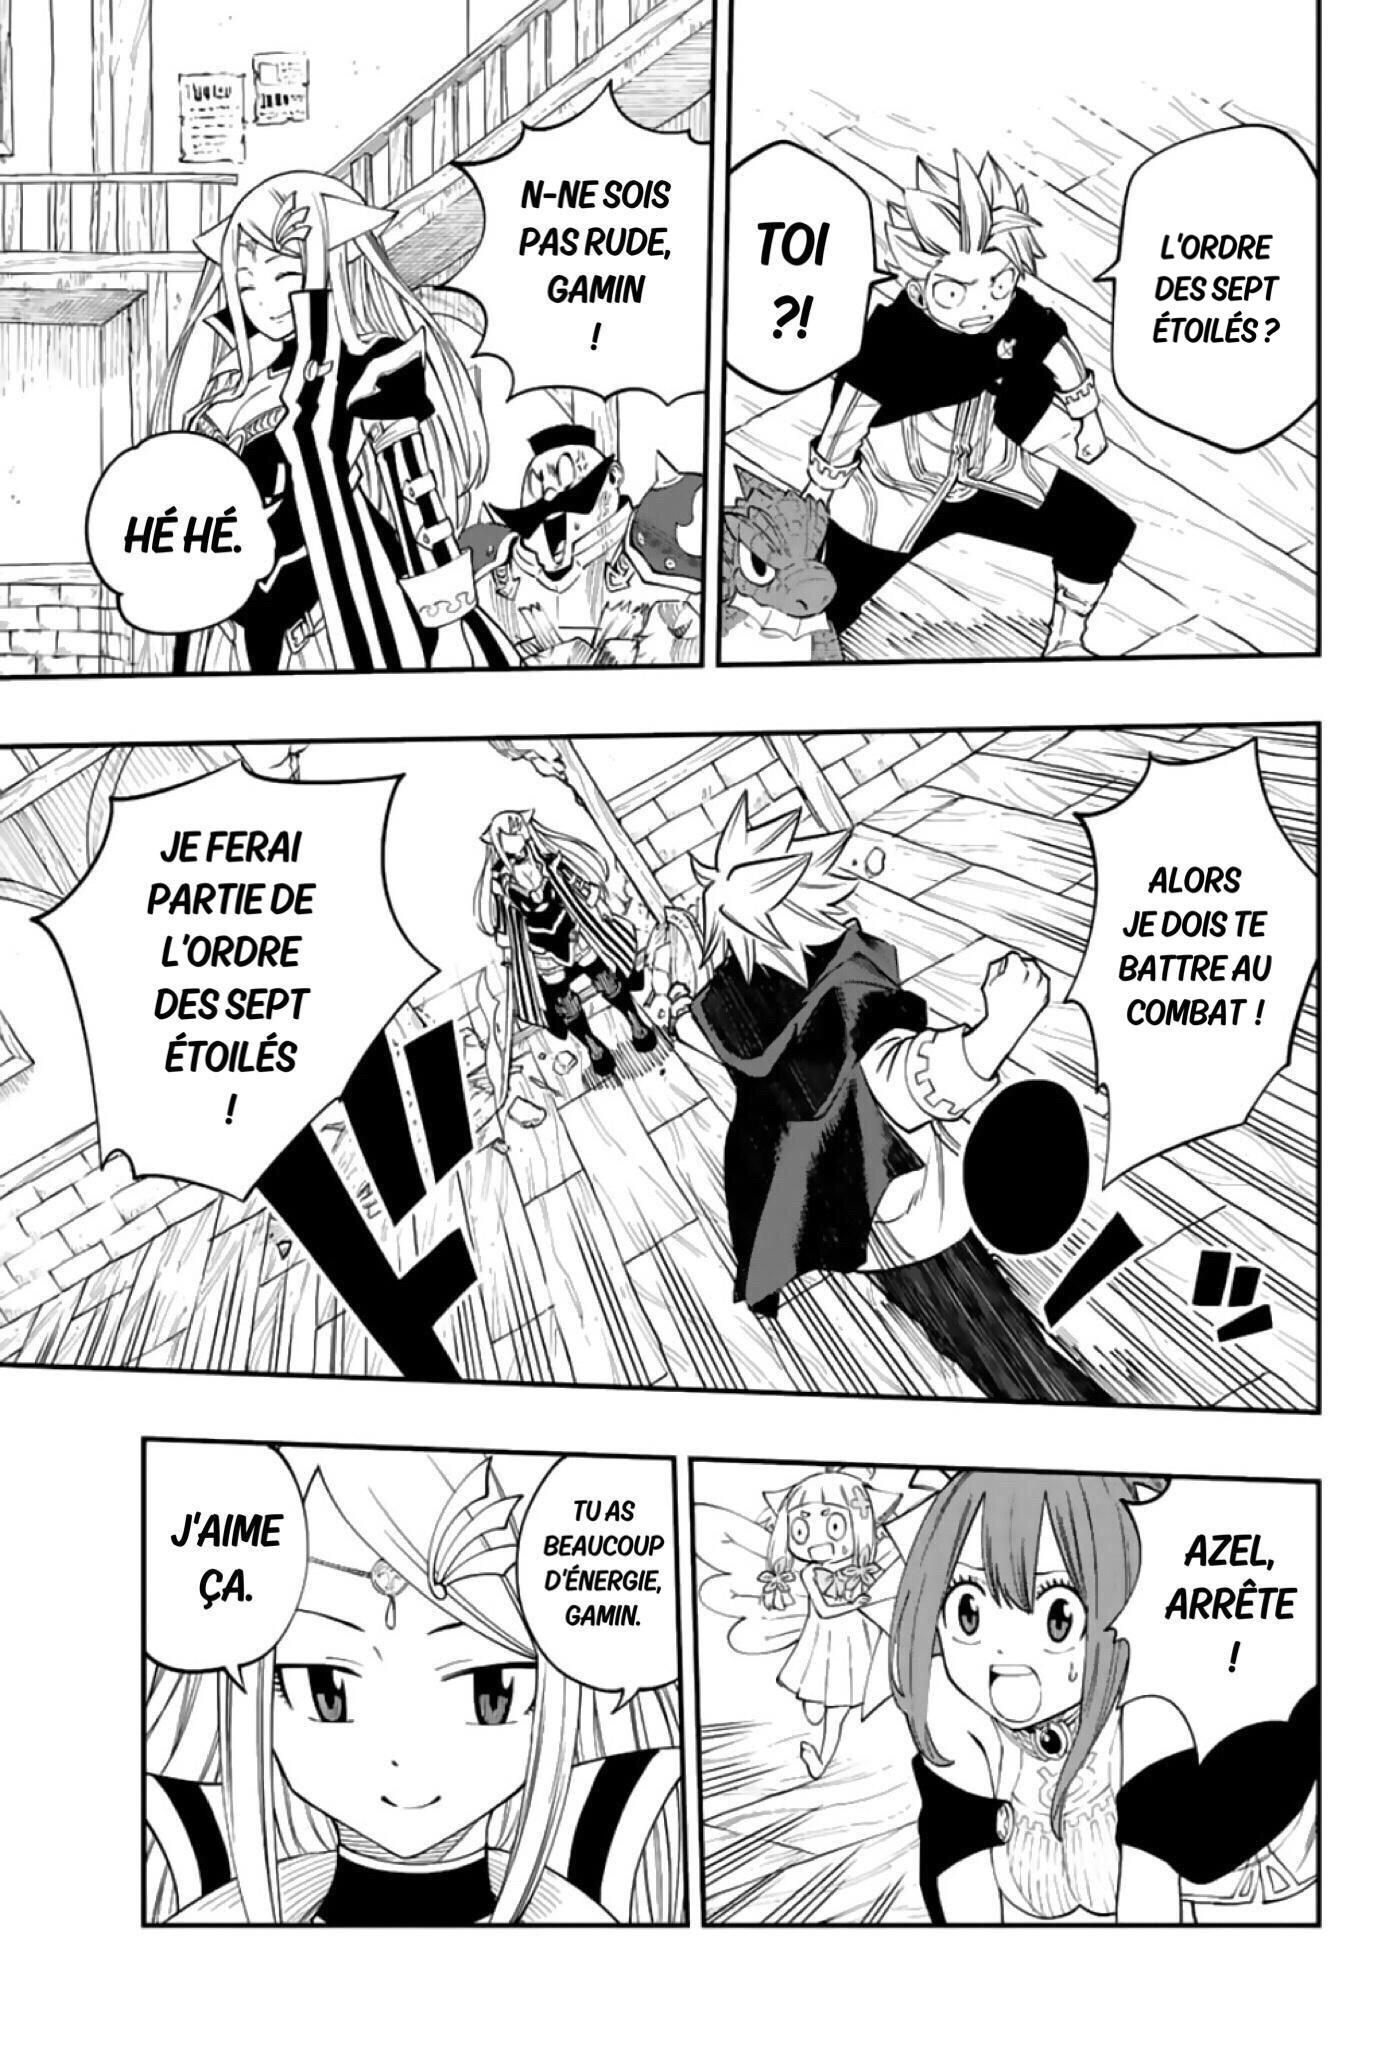 L'ORDRE
DES SEPT
ÉTOILÉS ?
TOI
?!
N-NE SOIS
PAS RUDE,
GAMIN
!
HÉ HÉ.
ALORS
JE DOIS TE
BATTRE AU
COMBAT !
JE FERAI
PARTIE DE
L'ORDRE
DES SEPT
ÉTOILÉS
!
AZEL,
ARRÊTE
!
TU AS
BEAUCOUP
D'ÉNERGIE,
GAMIN.
J'AIME
ÇA.